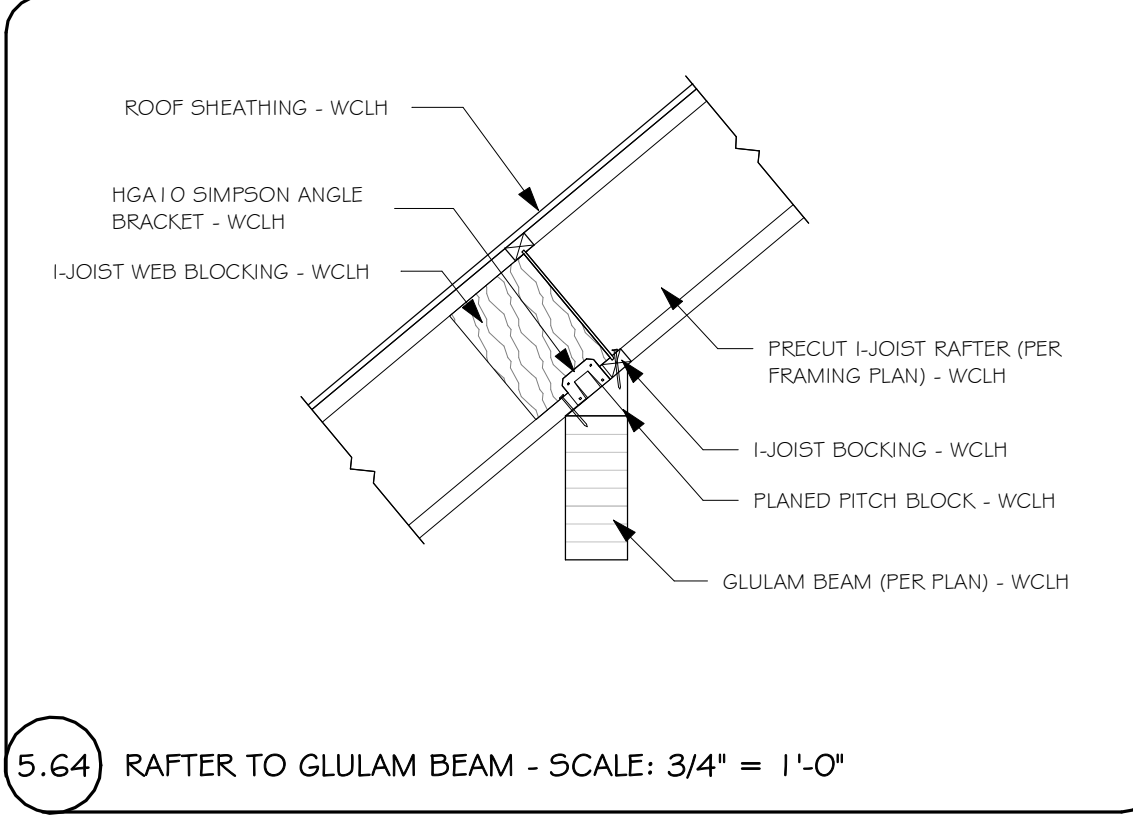 ROOF SHEATHING - WCLH
HGA10 SIMPSON ANGLE
BRACKET - WCLH
I-JOIST WEB BLOCKING - WCLH
PRECUT I-JOIST RAFTER (PER
FRAMING PLAN) - WCLH
I-JOIST BOCKING - WCLH
PLANED PITCH BLOCK - WCLH
GLULAM BEAM (PER PLAN) - WCLH
5.64 RAFTER TO GLULAM BEAM - SCALE: 3/4" = 1'-0"